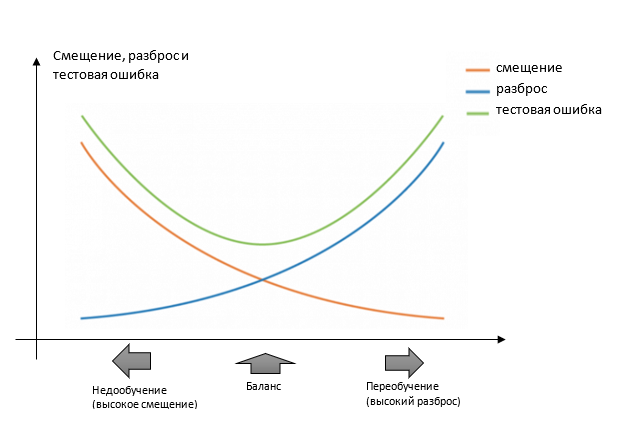 Смещение, разброс и
тестовая ошибка
смещение
разброс
тестовая ошибка
Недообучение
(высокое смещение)
Баланс
Переобучение
(высокий разброс)